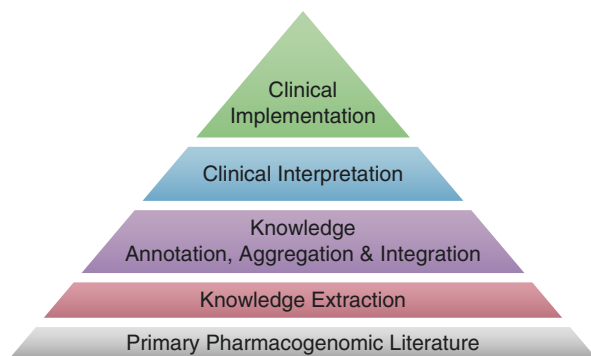 Clinical
Implementation
Clinical Interpretation
Knowledge
Annotation, Aggregation & Integration
Knowledge Extraction
Primary Pharmacogenomic Literature